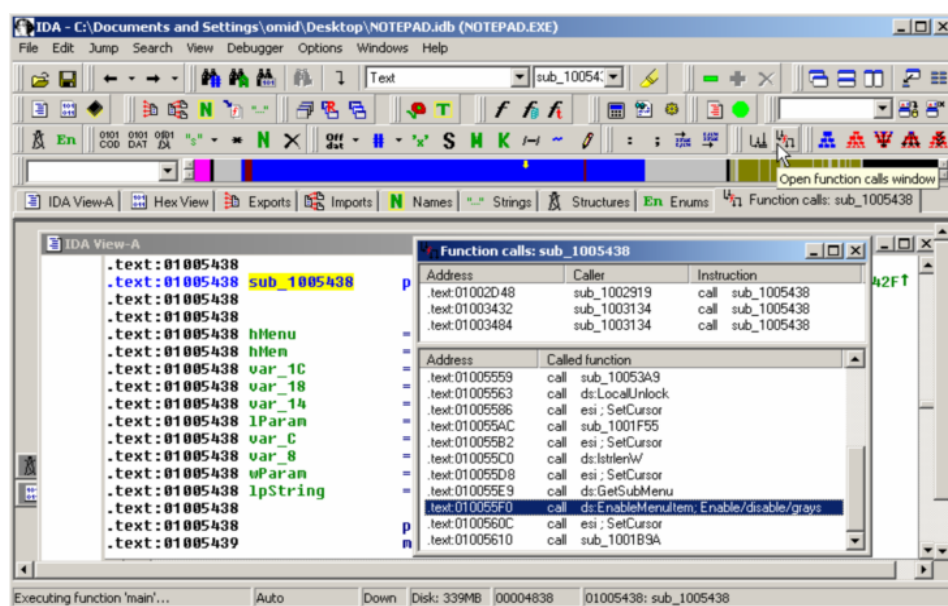 IDA - C:\Documents and Settings\omid\Desktop\NOTEPAD.idb (NOTEPAD.EXE)
File Edit Jump Search View Debugger Options Windows Help
Text sub_10054:
En 0101 COD 0101 DAT "s" N Off dat # 'x' S M K
Open function calls window
IDA View-A Hex View Exports Imports N Names "..." Strings Structures En Enums Function calls: sub_1005438
IDA View-A
.text:01005438
.text:01005438 sub_1005438 p 42F↑
.text:01005438
.text:01005438
.text:01005438 hMenu =
.text:01005438 hMem =
.text:01005438 var_1C =
.text:01005438 var_18 =
.text:01005438 var_14 =
.text:01005438 lParam =
.text:01005438 var_C =
.text:01005438 var_8 =
.text:01005438 wParam =
.text:01005438 lpString =
.text:01005438
.text:01005438 p
.text:01005439 m
Function calls: sub_1005438
Address Caller Instruction
.text:01002D48 sub_1002919 call sub_1005438
.text:01003432 sub_1003134 call sub_1005438
.text:01003484 sub_1003134 call sub_1005438
Address Called function
.text:01005559 call sub_10053A9
.text:01005563 call ds:LocalUnlock
.text:01005586 call esi ; SetCursor
.text:010055AC call sub_1001F55
.text:010055B2 call esi ; SetCursor
.text:010055C0 call ds:lstrlenW
.text:010055D8 call esi ; SetCursor
.text:010055E9 call ds:GetSubMenu
.text:010055F0 call ds:EnableMenuItem; Enable/disable/grays
.text:0100560C call esi ; SetCursor
.text:01005610 call sub_1001B9A
Executing function 'main'... Auto Down Disk: 339MB 00004838 01005438: sub_1005438